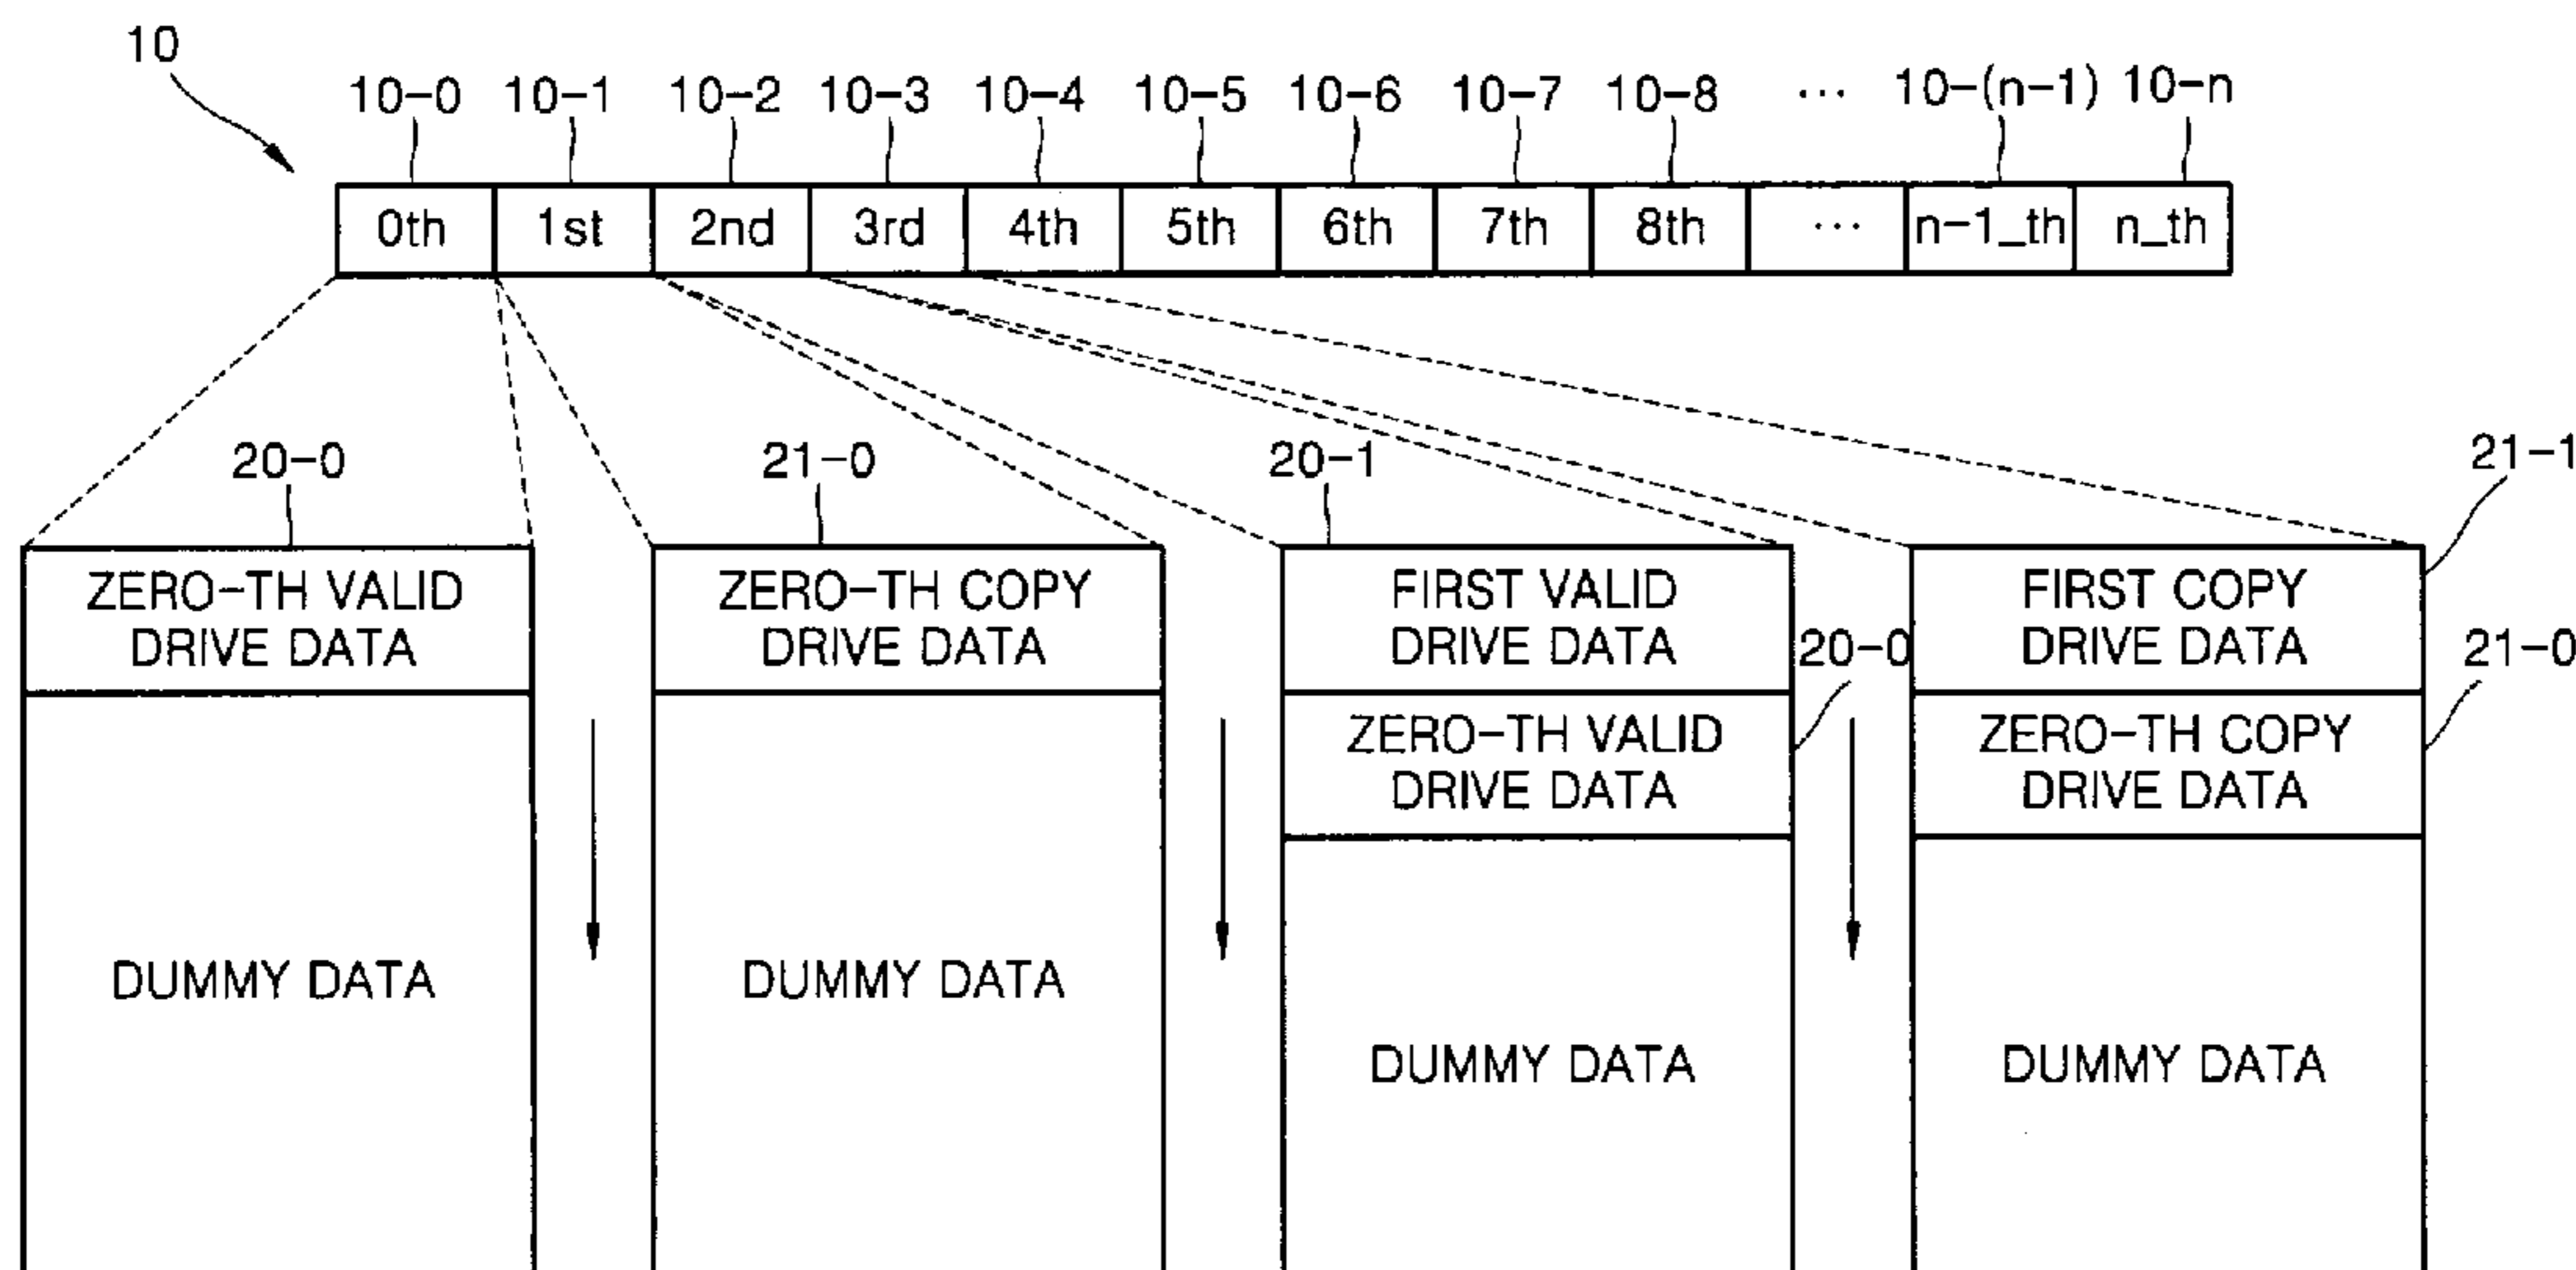 10
10-0 10-1 10-2 10-3 10-4 10-5 10-6 10-7 10-8 ... 10-(n-1) 10-n
0th 1st 2nd 3rd 4th 5th 6th 7th 8th ... n-1_th n_th
20-0 21-0 20-1 21-1
ZERO-TH VALID
DRIVE DATA
DUMMY DATA
ZERO-TH COPY
DRIVE DATA
DUMMY DATA
FIRST VALID
DRIVE DATA
20-0
ZERO-TH VALID
DRIVE DATA
DUMMY DATA
FIRST COPY
DRIVE DATA
21-0
ZERO-TH COPY
DRIVE DATA
DUMMY DATA